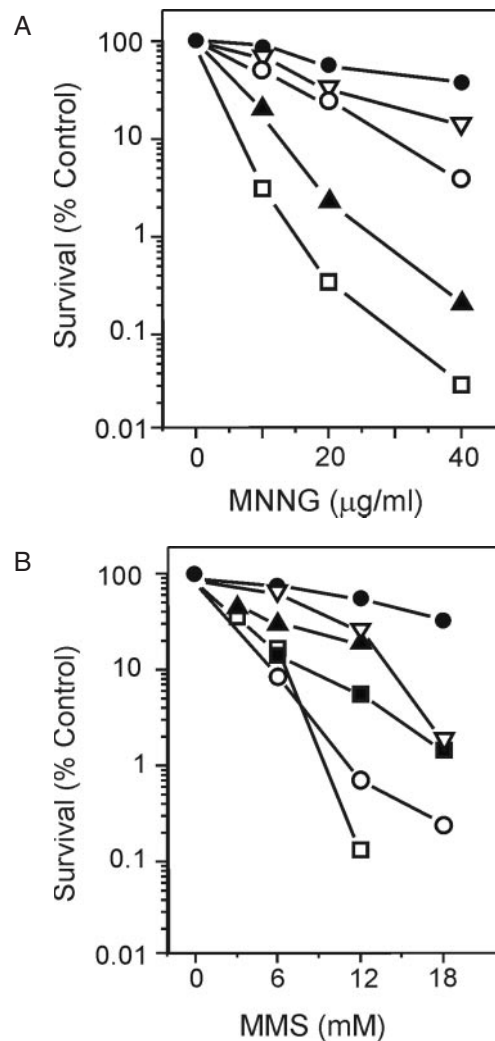 A
Survival (% Control)
100
10
1
0.1
0.01
0 20 40
MNNG (μg/ml)
B
Survival (% Control)
100
10
1
0.1
0.01
0 6 12 18
MMS (mM)